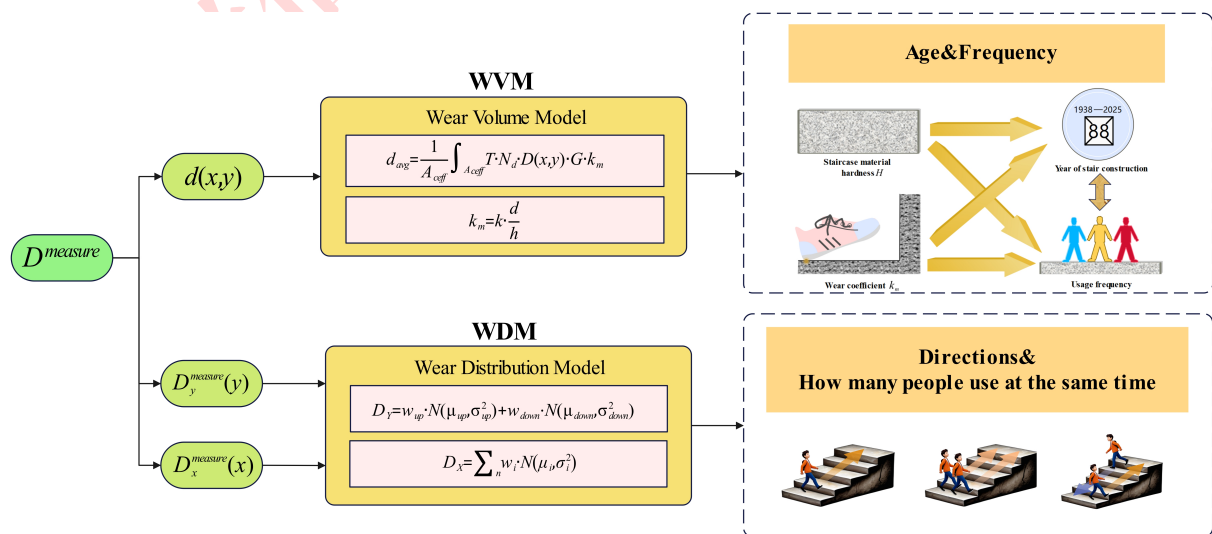 D^measure
d(x,y)
D_y^measure(y)
D_x^measure(x)
WVM
Wear Volume Model
d_avg=1/A_ceff ∫_Aceff T·N_d·D(x,y)·G·k_m
k_m=k·d/h
WDM
Wear Distribution Model
D_Y=w_up·N(μ_up,σ²_up)+w_down·N(μ_down,σ²_down)
D_X=∑_n w_i·N(μ_i,σ_i²)
Age&Frequency
Staircase material
hardness H
1938—2025
88
Year of stair construction
Wear coefficient k_m
Usage frequency
Directions&
How many people use at the same time